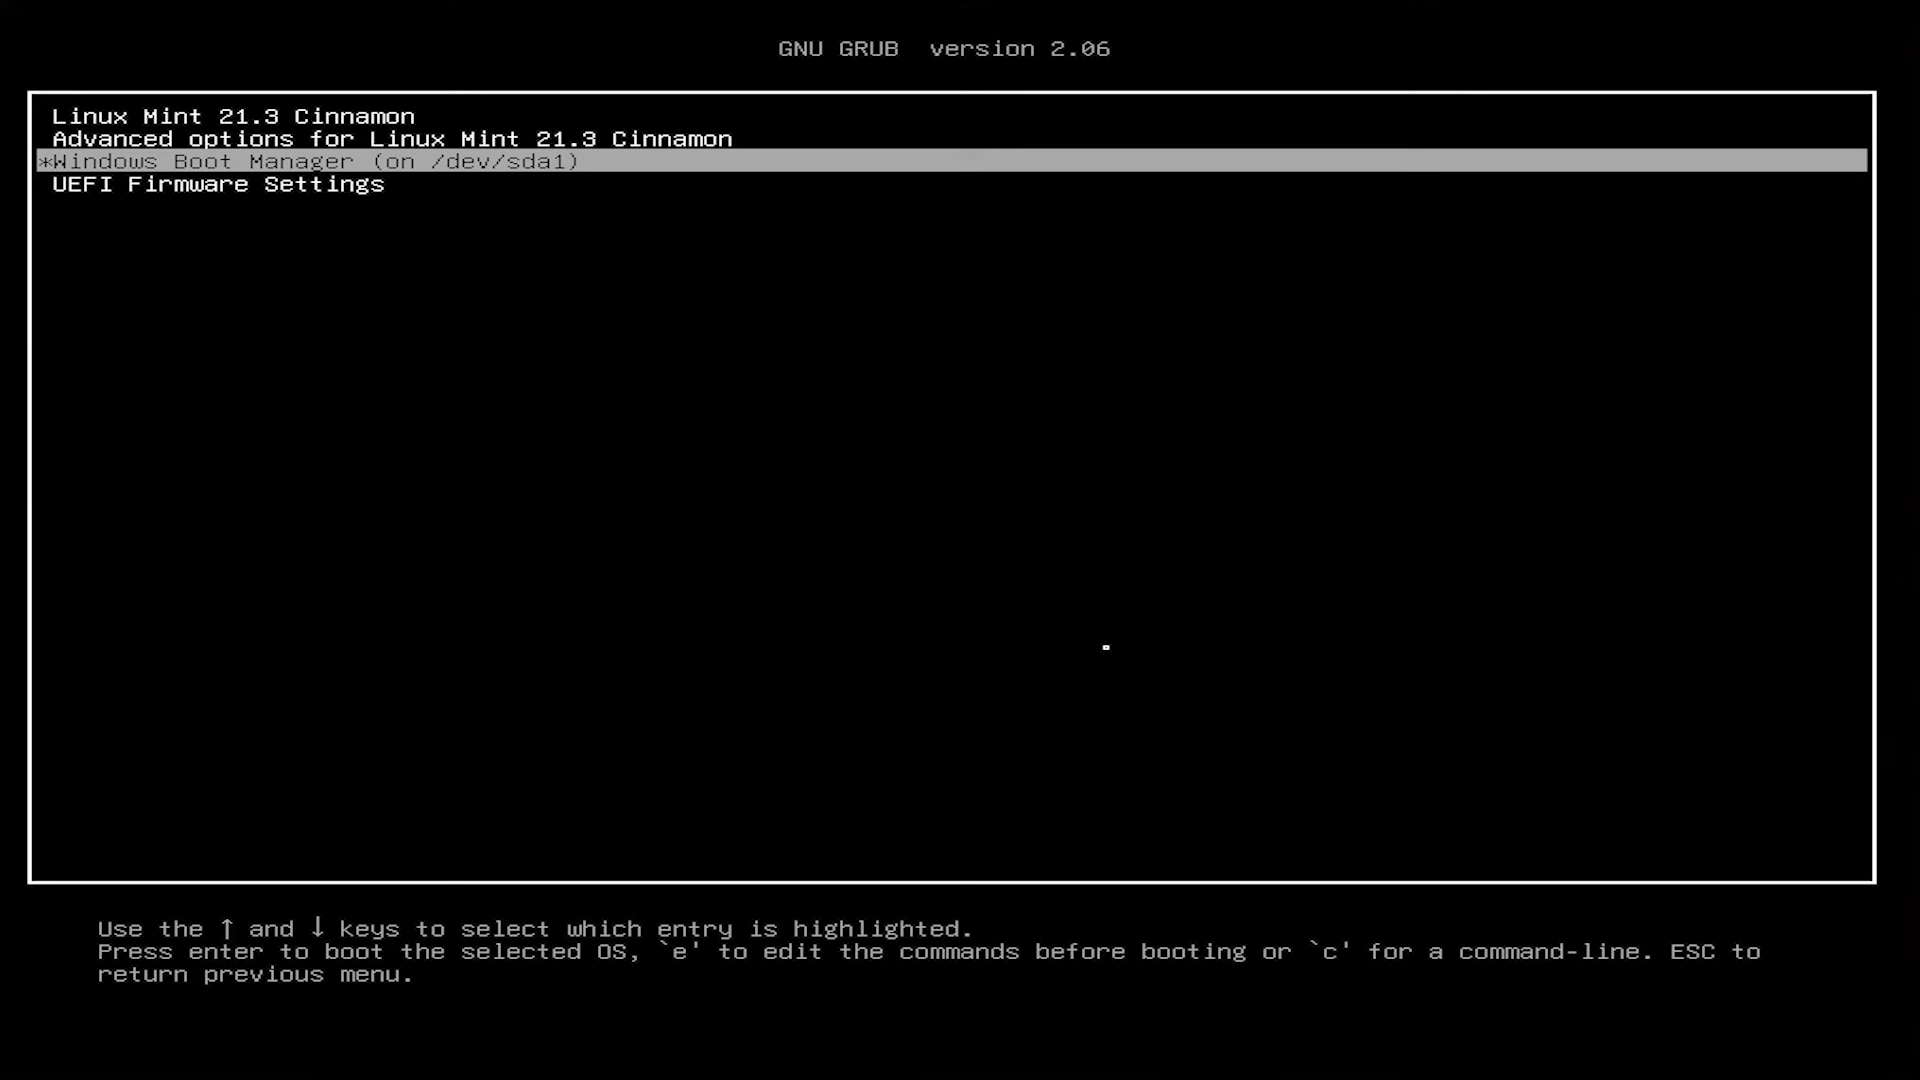 GNU GRUB  version 2.06
Linux Mint 21.3 Cinnamon
Advanced options for Linux Mint 21.3 Cinnamon
*Windows Boot Manager (on /dev/sda1)
UEFI Firmware Settings
Use the ↑ and ↓ keys to select which entry is highlighted.
Press enter to boot the selected OS, `e' to edit the commands before booting or `c' for a command-line. ESC to
return previous menu.